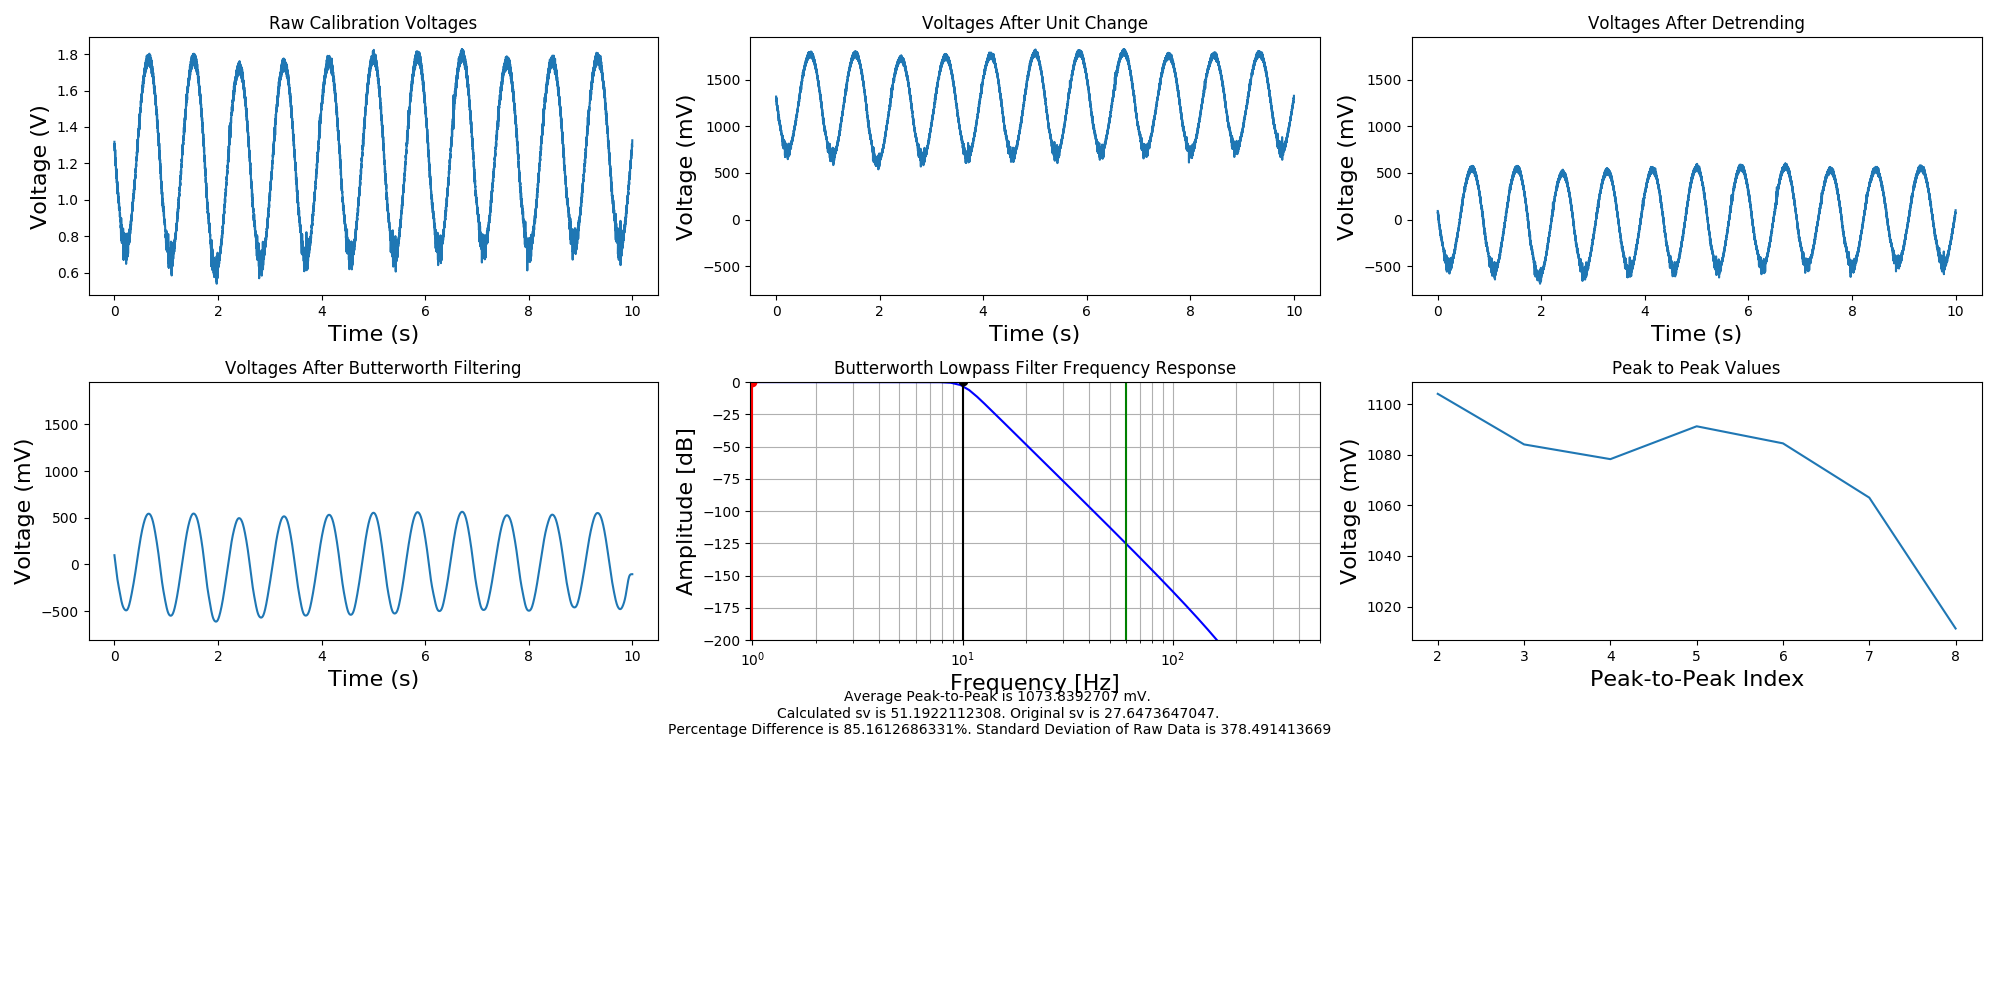 Raw Calibration Voltages
Voltage (V)
1.8
1.6
1.4
1.2
1.0
0.8
0.6
0 2 4 6 8 10
Time (s)
Voltages After Unit Change
Voltage (mV)
1500
1000
500
0
−500
0 2 4 6 8 10
Time (s)
Voltages After Detrending
Voltage (mV)
1500
1000
500
0
−500
0 2 4 6 8 10
Time (s)
Voltages After Butterworth Filtering
Voltage (mV)
1500
1000
500
0
−500
0 2 4 6 8 10
Time (s)
Butterworth Lowpass Filter Frequency Response
Amplitude [dB]
0
−25
−50
−75
−100
−125
−150
−175
−200
10⁰ 10¹ 10²
Frequency [Hz]
Peak to Peak Values
Voltage (mV)
1100
1080
1060
1040
1020
2 3 4 5 6 7 8
Peak-to-Peak Index
Average Peak-to-Peak is 1073.8392707 mV.
Calculated sv is 51.1922112308. Original sv is 27.6473647047.
Percentage Difference is 85.1612686331%. Standard Deviation of Raw Data is 378.491413669